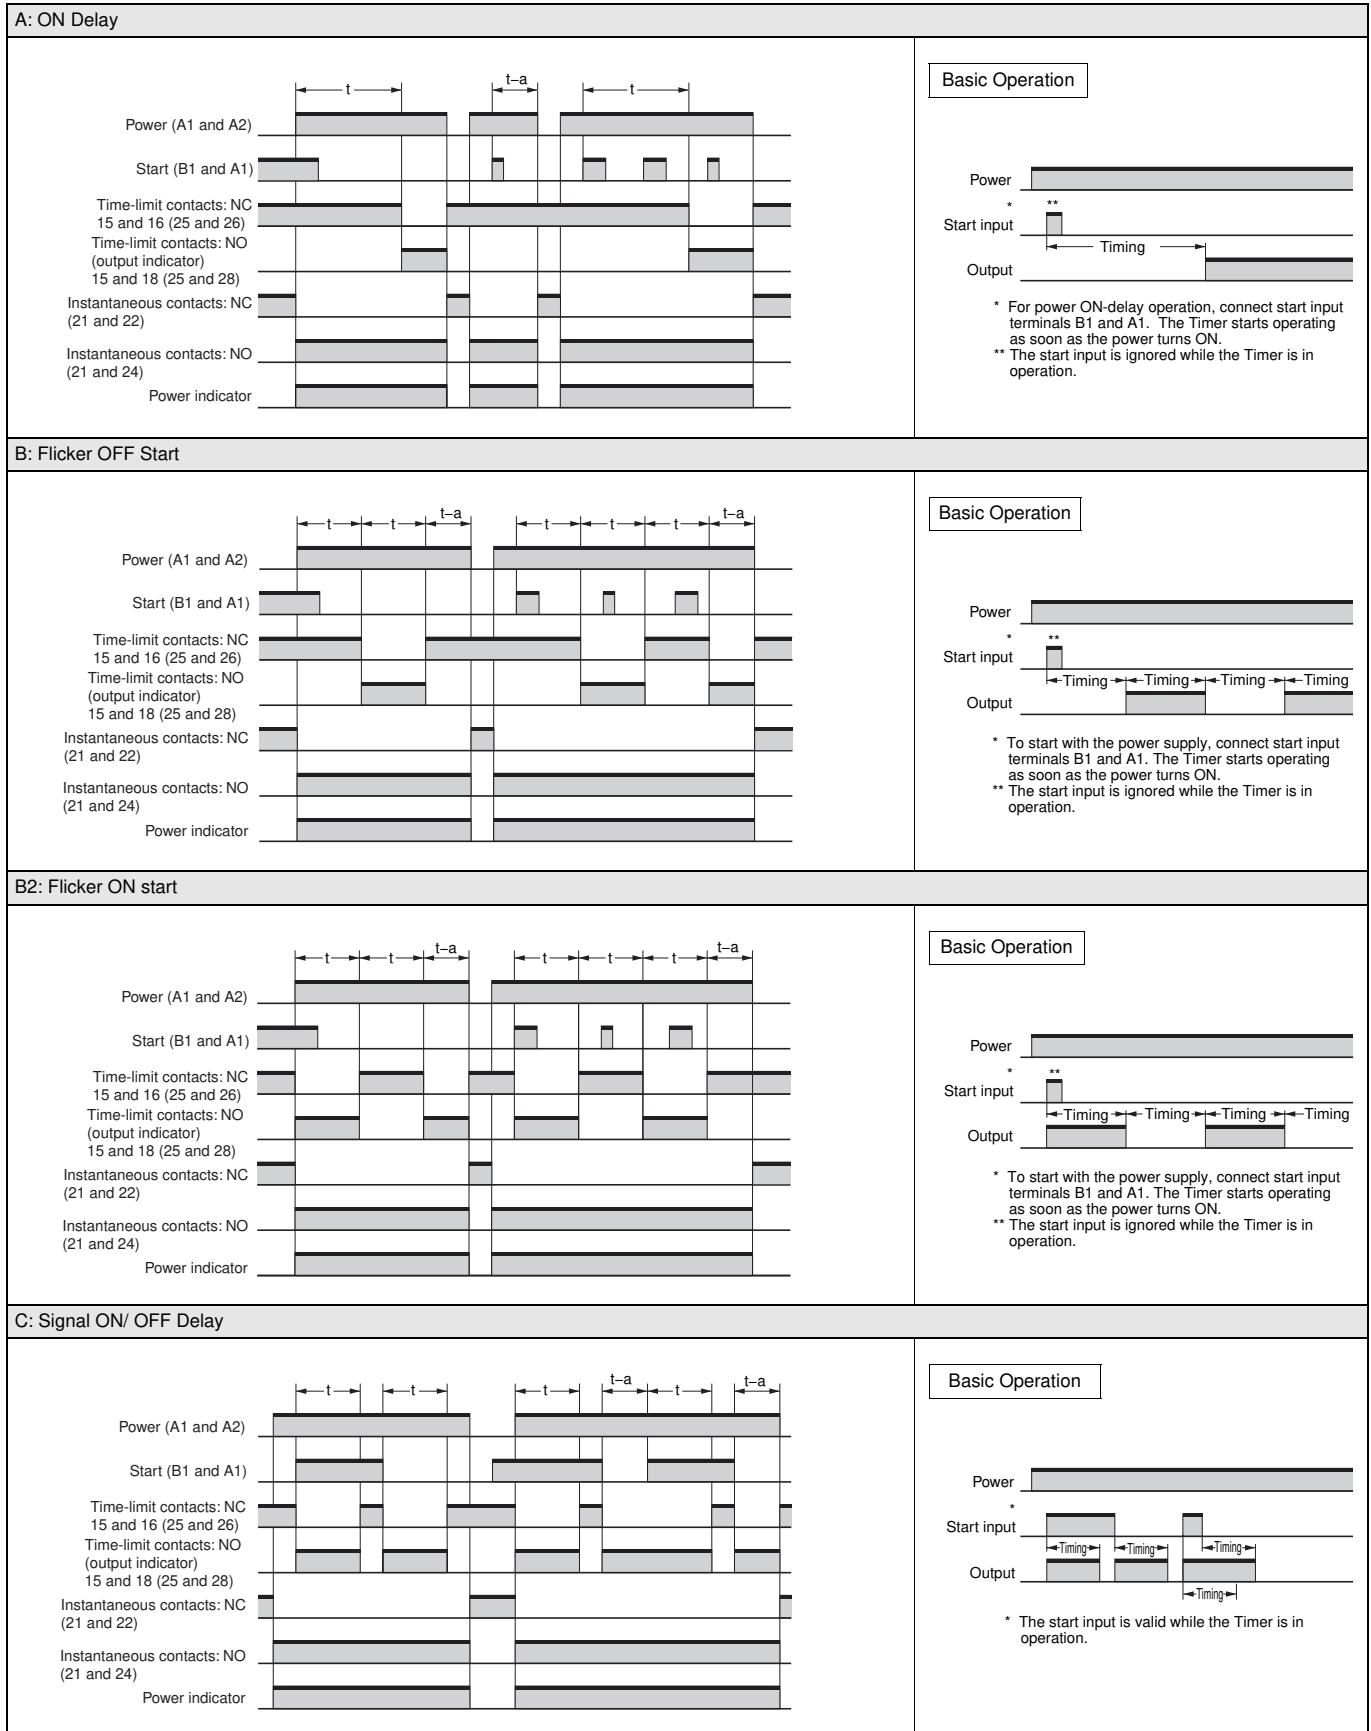 A: ON Delay
t
t–a
t
Power (A1 and A2)
Start (B1 and A1)
Time-limit contacts: NC
15 and 16 (25 and 26)
Time-limit contacts: NO
(output indicator)
15 and 18 (25 and 28)
Instantaneous contacts: NC
(21 and 22)
Instantaneous contacts: NO
(21 and 24)
Power indicator
Basic Operation
Power
*
**
Start input
Timing
Output
* For power ON-delay operation, connect start input
terminals B1 and A1. The Timer starts operating
as soon as the power turns ON.
** The start input is ignored while the Timer is in
operation.
B: Flicker OFF Start
t
t
t–a
t
t
t
t–a
Power (A1 and A2)
Start (B1 and A1)
Time-limit contacts: NC
15 and 16 (25 and 26)
Time-limit contacts: NO
(output indicator)
15 and 18 (25 and 28)
Instantaneous contacts: NC
(21 and 22)
Instantaneous contacts: NO
(21 and 24)
Power indicator
Basic Operation
Power
*
**
Start input
Timing
Timing
Timing
Timing
Output
* To start with the power supply, connect start input
terminals B1 and A1. The Timer starts operating
as soon as the power turns ON.
** The start input is ignored while the Timer is in
operation.
B2: Flicker ON start
t
t
t–a
t
t
t
t–a
Power (A1 and A2)
Start (B1 and A1)
Time-limit contacts: NC
15 and 16 (25 and 26)
Time-limit contacts: NO
(output indicator)
15 and 18 (25 and 28)
Instantaneous contacts: NC
(21 and 22)
Instantaneous contacts: NO
(21 and 24)
Power indicator
Basic Operation
Power
*
**
Start input
Timing
Timing
Timing
Timing
Output
* To start with the power supply, connect start input
terminals B1 and A1. The Timer starts operating
as soon as the power turns ON.
** The start input is ignored while the Timer is in
operation.
C: Signal ON/ OFF Delay
t
t
t
t–a
t
t–a
Power (A1 and A2)
Start (B1 and A1)
Time-limit contacts: NC
15 and 16 (25 and 26)
Time-limit contacts: NO
(output indicator)
15 and 18 (25 and 28)
Instantaneous contacts: NC
(21 and 22)
Instantaneous contacts: NO
(21 and 24)
Power indicator
Basic Operation
Power
*
Start input
Timing
Timing
Timing
Output
Timing
* The start input is valid while the Timer is in
operation.